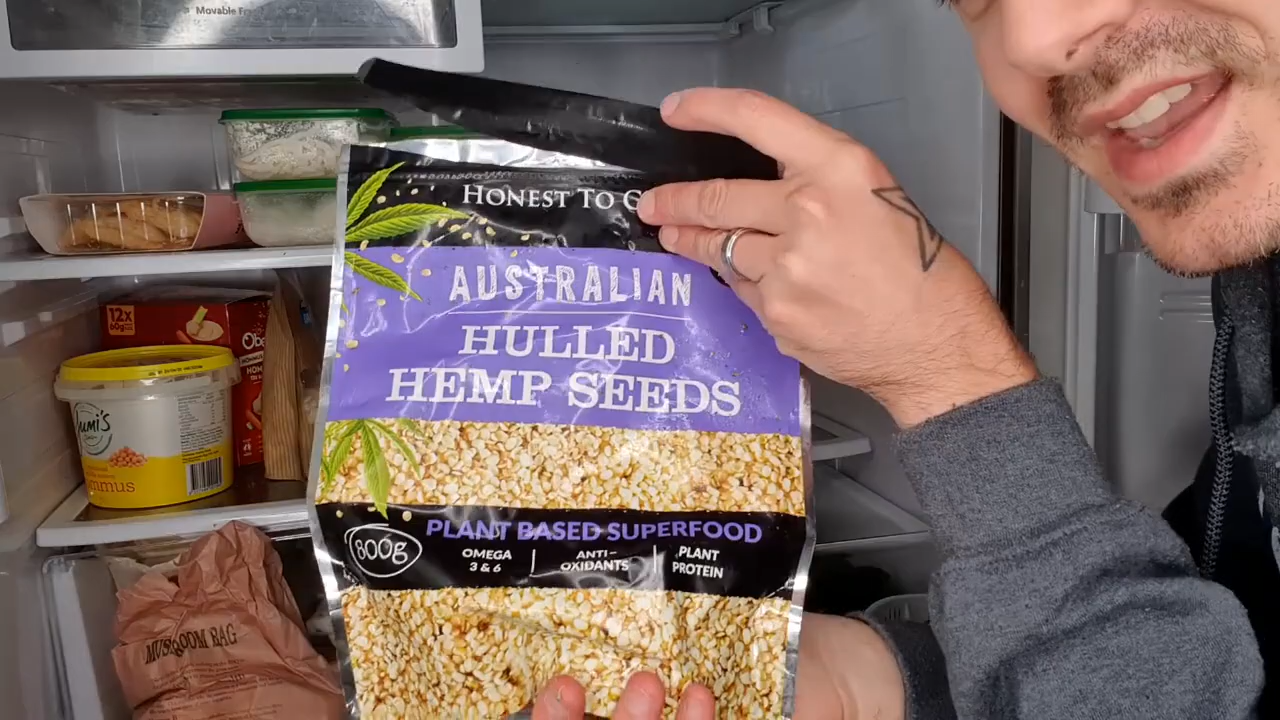 Movable
HONEST TO
AUSTRALIAN
HULLED
HEMP SEEDS
PLANT BASED SUPERFOOD
800g
OMEGA
3 & 6
ANTI-
OXIDANTS
PLANT
PROTEIN
12x
60g
MUSHROOM BAG